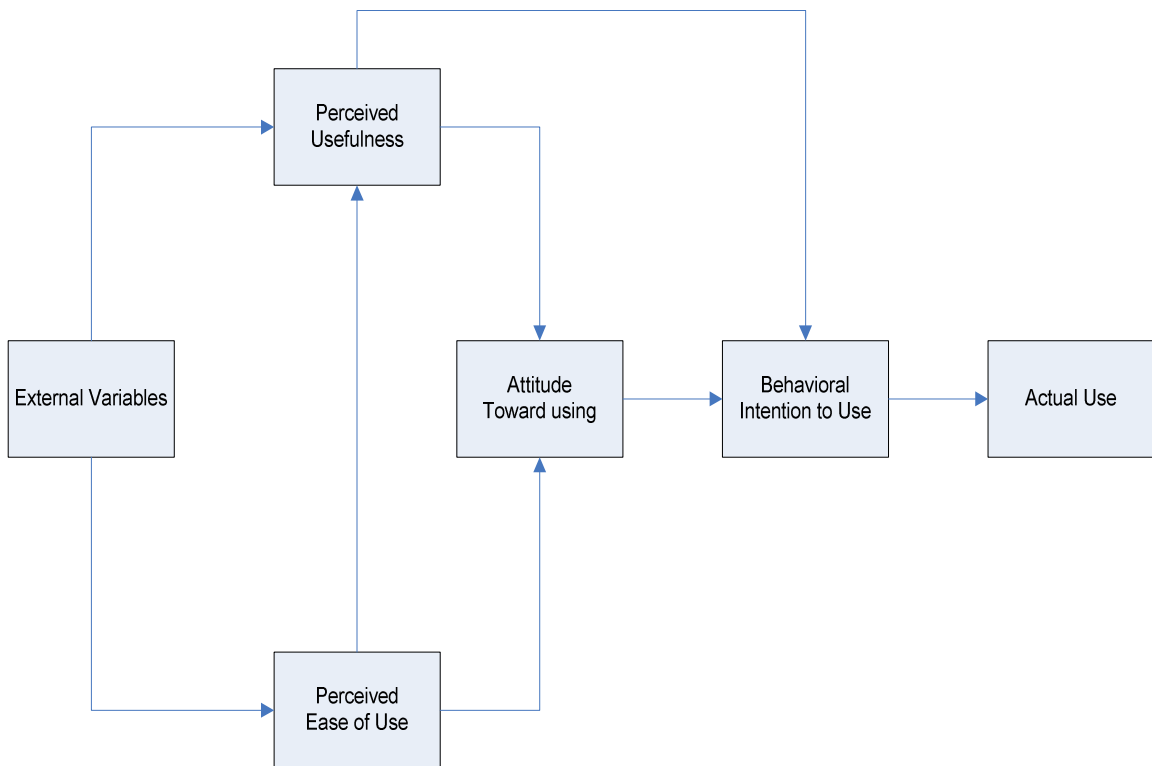 Perceived
Usefulness
External Variables
Attitude
Toward using
Behavioral
Intention to Use
Actual Use
Perceived
Ease of Use